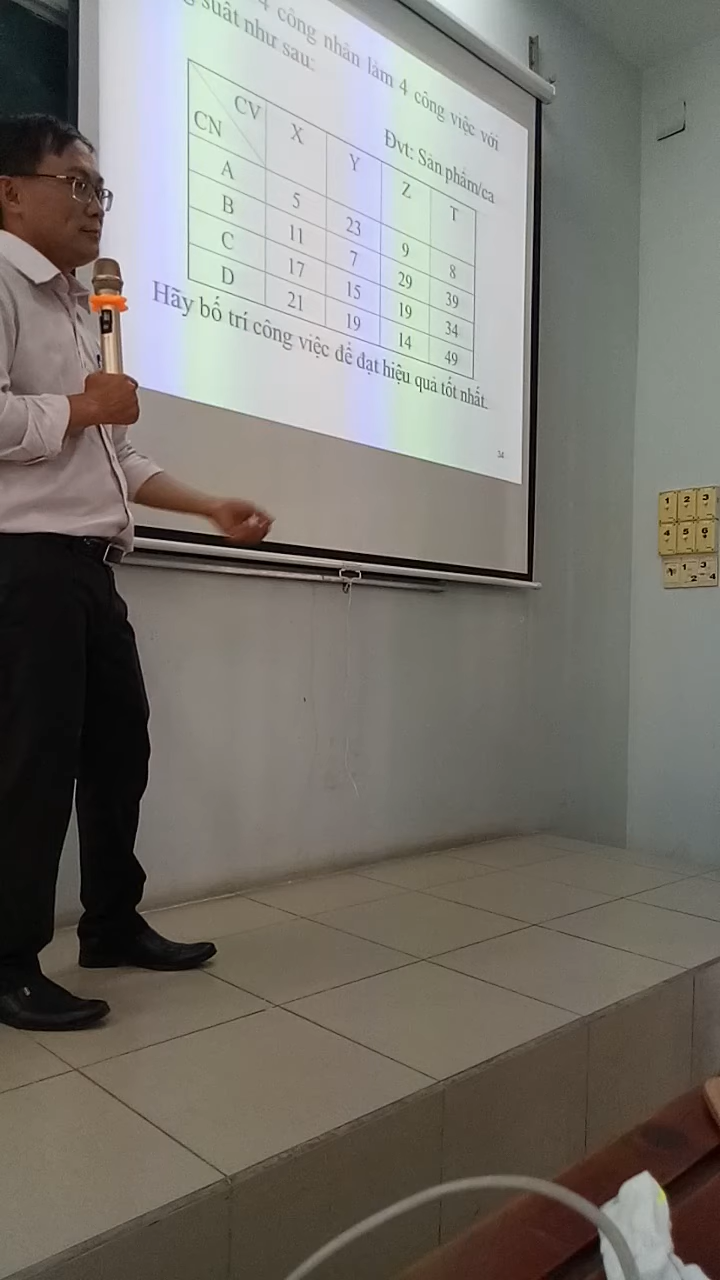 4 công nhân làm 4 công việc với
suất như sau:
Đvt: Sản phẩm/ca
CN CV X Y Z T
A 5 23 9 8
B 11 7 29 39
C 17 15 19 34
D 21 19 14 49
Hãy bố trí công việc để đạt hiệu quả tốt nhất.
34
1 2 3
4 5 6
1 2 3 4